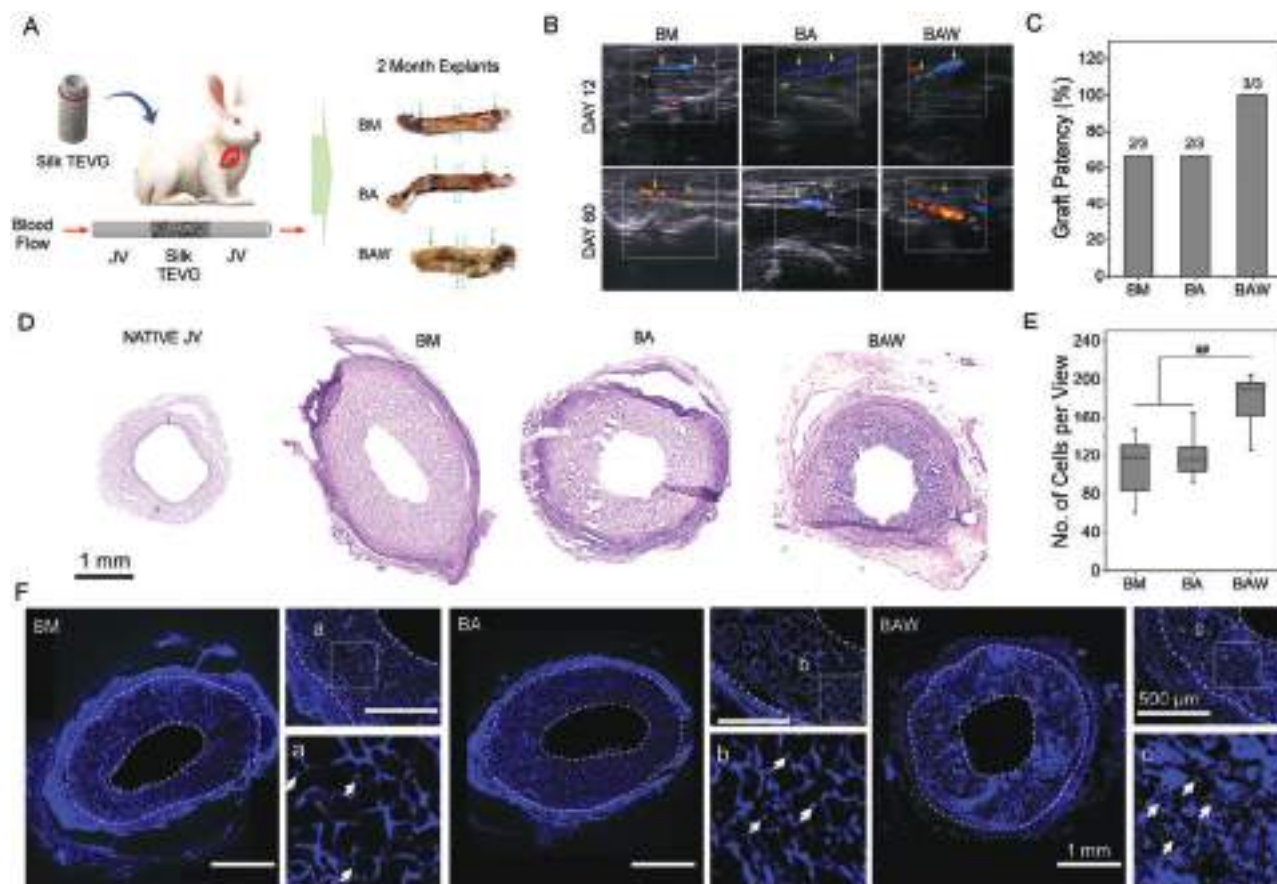 A
2 Month Explants
Silk TEVG
BM
BA
BAW
Blood
Flow
JV
Silk
TEVG
JV
B
BM
BA
BAW
DAY 12
DAY 60
C
Graft Patency (%)
120
100
80
60
40
20
0
2/3
2/3
3/3
BM
BA
BAW
D
NATIVE JV
BM
BA
BAW
1 mm
E
No. of Cells per View
240
200
160
120
80
40
0
##
BM
BA
BAW
F
BM
a
a
BA
b
b
BAW
1 mm
c
500 µm
c